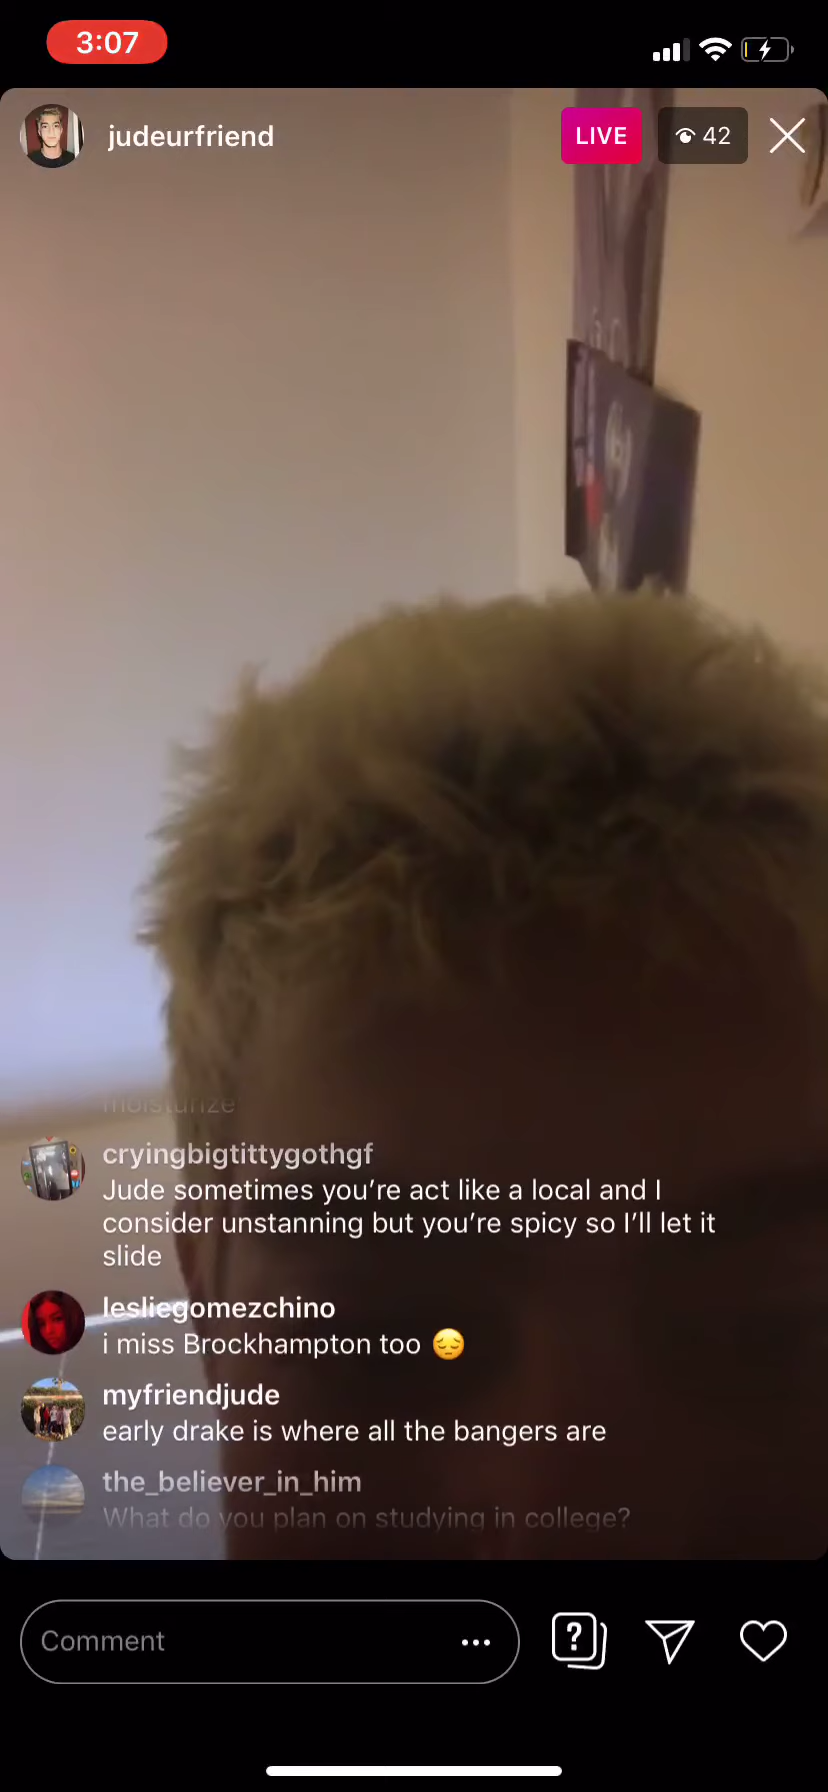 3:07
judeurfriend
LIVE
42
moisturize
cryingbigtittygothgf
Jude sometimes you're act like a local and I
consider unstanning but you're spicy so I'll let it
slide
lesliegomezchino
i miss Brockhampton too 😔
myfriendjude
early drake is where all the bangers are
the_believer_in_him
What do you plan on studying in college?
Comment